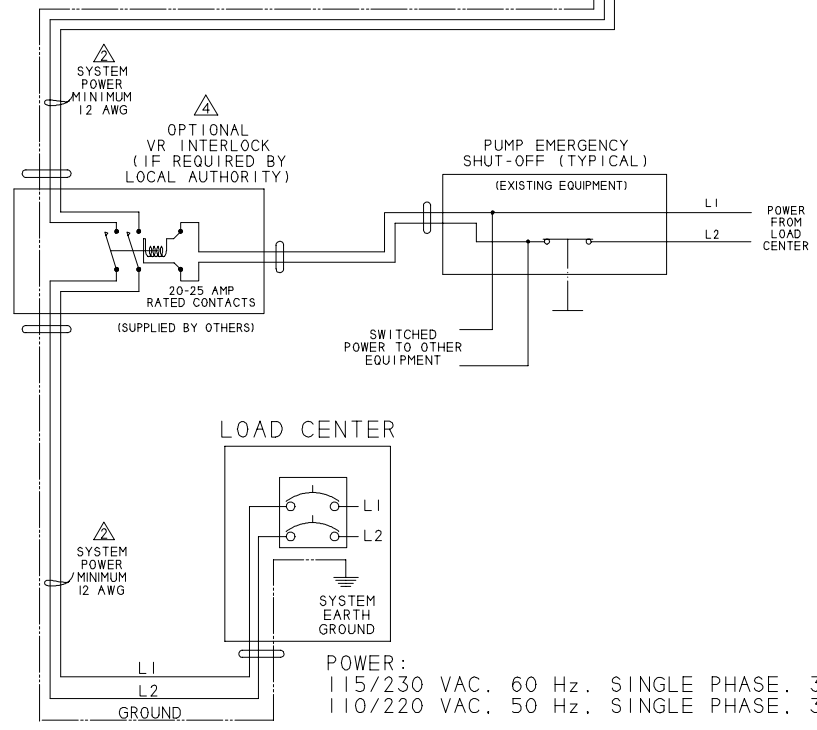 2
SYSTEM
POWER
MINIMUM
12 AWG
4
OPTIONAL
VR INTERLOCK
(IF REQUIRED BY
LOCAL AUTHORITY)
20-25 AMP
RATED CONTACTS
(SUPPLIED BY OTHERS)
PUMP EMERGENCY
SHUT-OFF (TYPICAL)
(EXISTING EQUIPMENT)
L1
L2
POWER
FROM
LOAD
CENTER
SWITCHED
POWER TO OTHER
EQUIPMENT
LOAD CENTER
L1
L2
SYSTEM
EARTH
GROUND
2
SYSTEM
POWER
MINIMUM
12 AWG
L1
L2
GROUND
POWER:
115/230 VAC, 60 Hz, SINGLE PHASE, 3
110/220 VAC, 50 Hz, SINGLE PHASE, 3